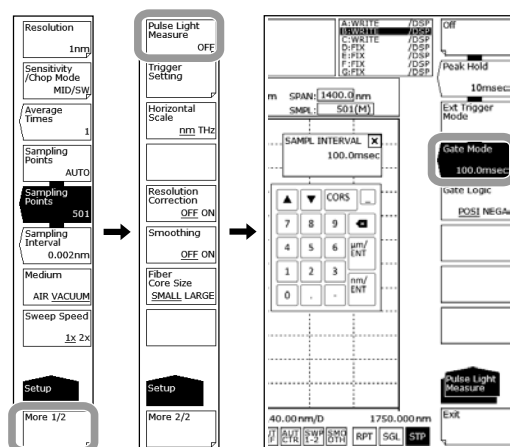 Resolution
1nm
Sensitivity
/Chop Mode
MID/SW
Average
Times
1
Sampling
Points
AUTO
Sampling
Points
501
Sampling
Interval
0.002nm
Medium
AIR VACUUM
Sweep Speed
1x 2x
Setup
More 1/2
Pulse Light
Measure
OFF
Trigger
Setting
Horizontal
Scale
nm THz
Resolution
Correction
OFF ON
Smoothing
OFF ON
Fiber
Core Size
SMALL LARGE
Setup
More 2/2
A:WRITE /DSP
B:WRITE /DSP
C:WRITE /DSP
D:FIX /DSP
E:FIX /DSP
F:FIX /DSP
G:FIX /DSP
m SPAN: 1400.0 nm
SMPL: 501(M)
SAMPL INTERVAL X
100.0msec
CORS _
7 8 9
4 5 6 µm/
ENT
1 2 3 nm/
ENT
0 . -
40.00nm/D 1750.000nm
AUT
CTR
SWP
1-2
SMO
OTH
RPT SGL STP
Off
Peak Hold
10msec
Ext Trigger
Mode
Gate Mode
100.0msec
Gate Logic
POSI NEGA
Pulse Light
Measure
Exit